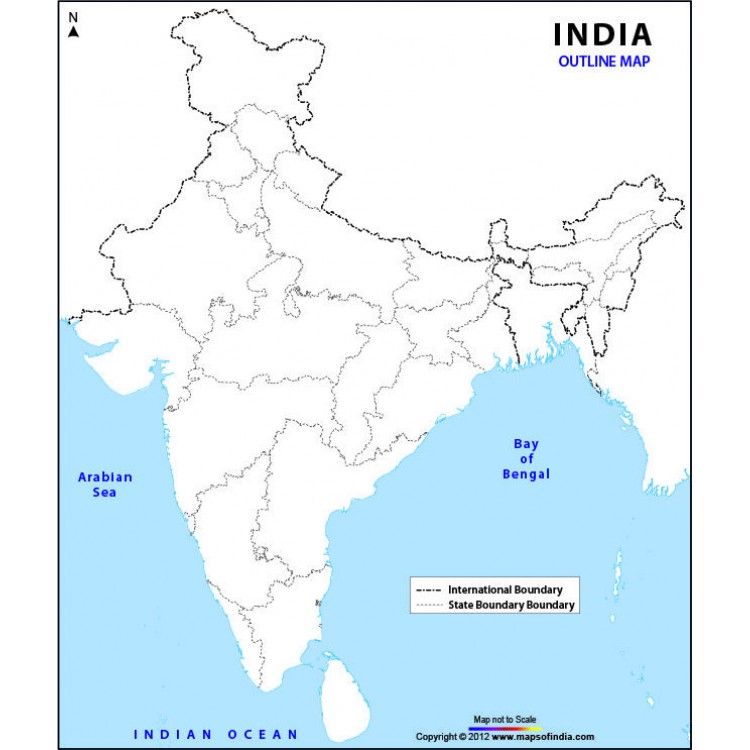 N
INDIA
OUTLINE MAP
Arabian
Sea
Bay
of
Bengal
International Boundary
State Boundary Boundary
Map not to Scale
Copyright © 2012 www.mapsofindia.com
INDIAN OCEAN